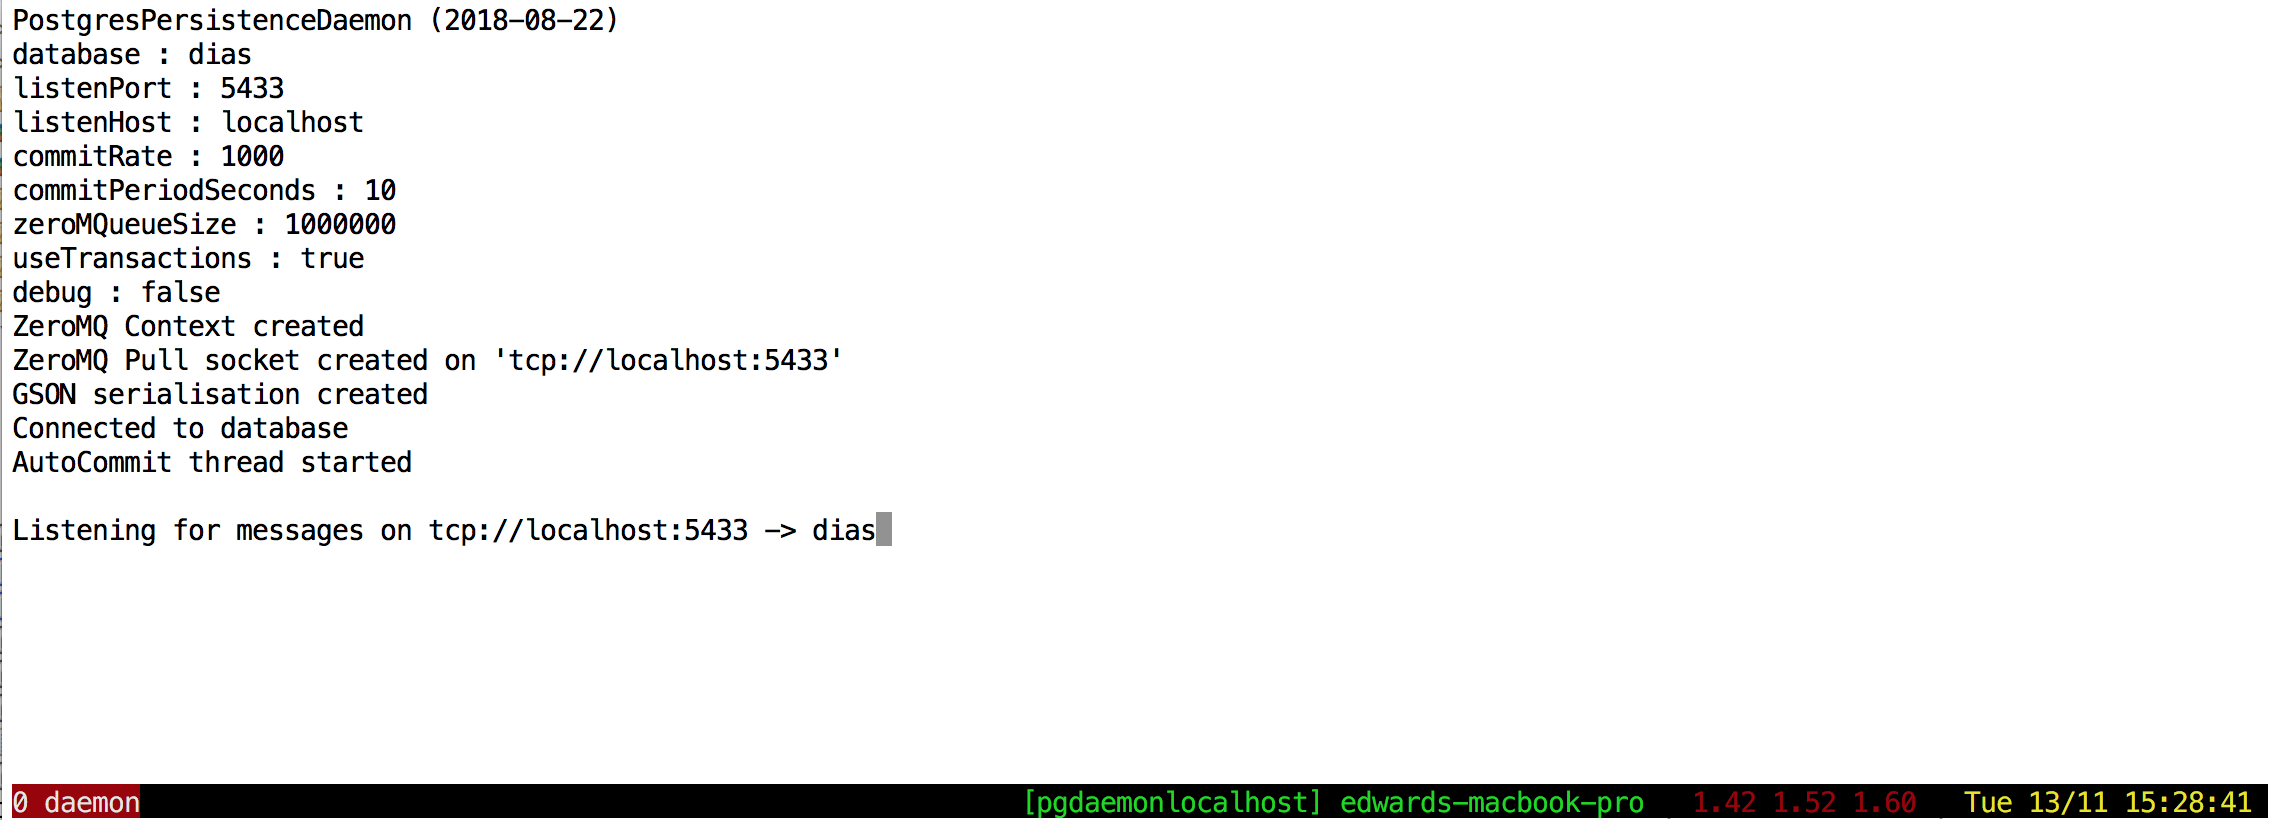 PostgresPersistenceDaemon (2018-08-22)
database : dias
listenPort : 5433
listenHost : localhost
commitRate : 1000
commitPeriodSeconds : 10
zeroMQueueSize : 1000000
useTransactions : true
debug : false
ZeroMQ Context created
ZeroMQ Pull socket created on 'tcp://localhost:5433'
GSON serialisation created
Connected to database
AutoCommit thread started
Listening for messages on tcp://localhost:5433 -> dias
0 daemon [pgdaemonlocalhost] edwards-macbook-pro 1.42 1.52 1.60 Tue 13/11 15:28:41